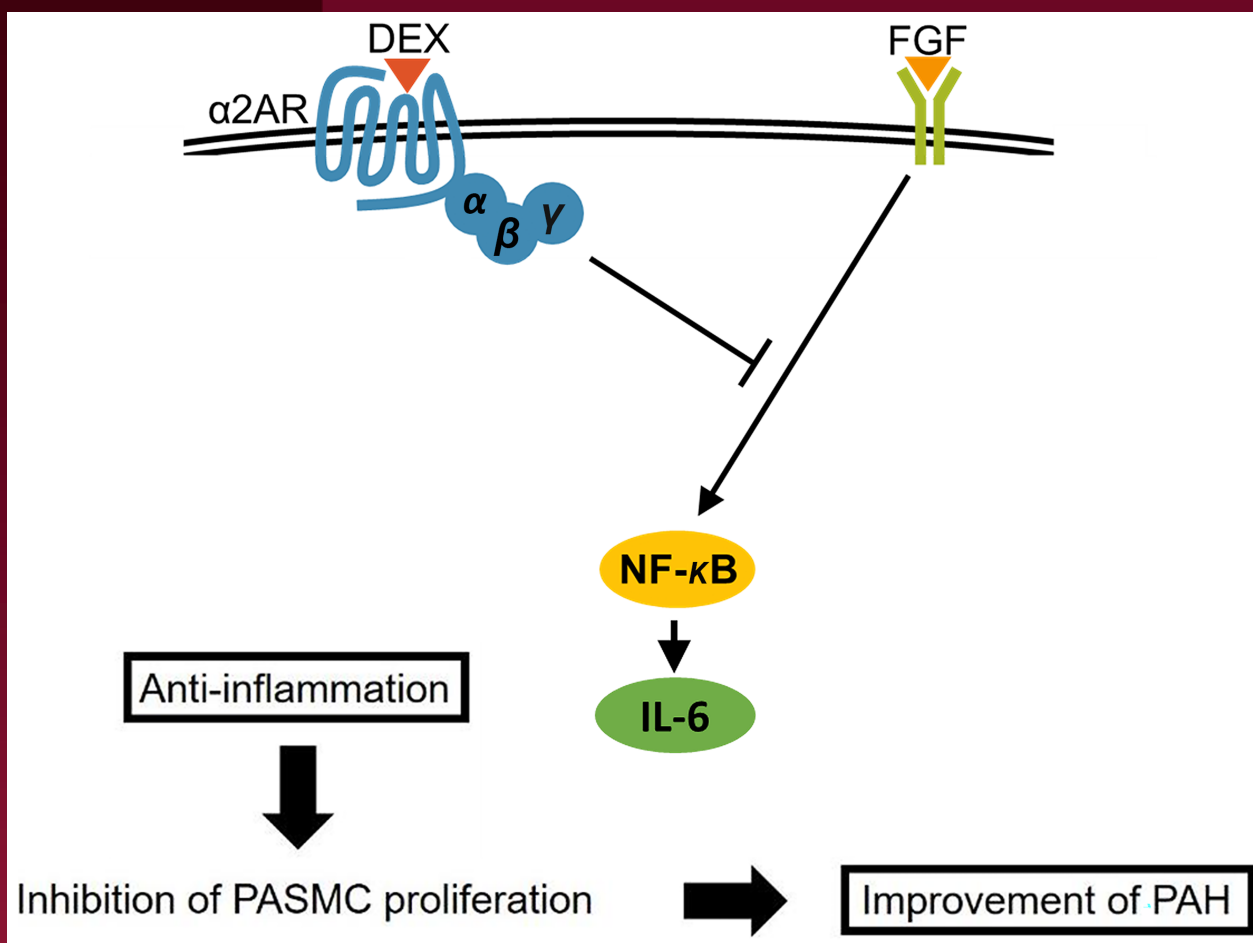 DEX
FGF
α2AR
α
β
γ
NF-κB
IL-6
Anti-inflammation
Inhibition of PASMC proliferation
Improvement of PAH